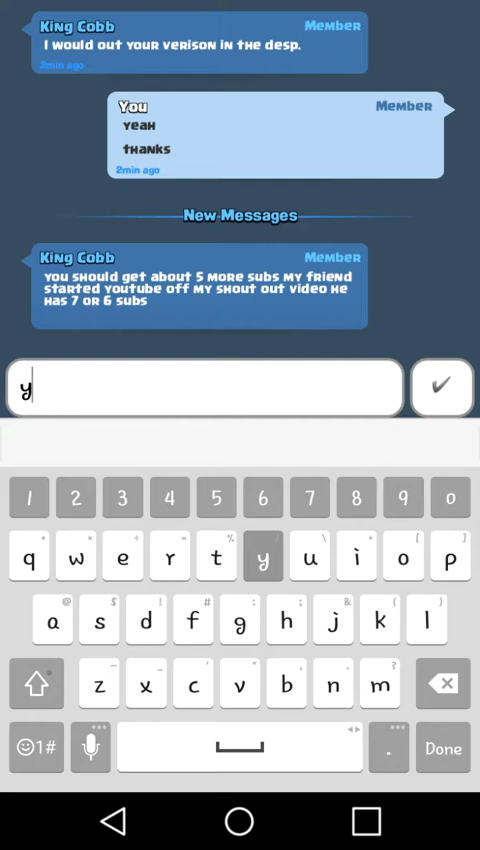 King Cobb Member
I would out your verison in the desp.
2min ago
You Member
yeah
thanks
2min ago
New Messages
King Cobb Member
you should get about 5 more subs my friend
started youtube off my shout out video he
has 7 or 6 subs
y
1 2 3 4 5 6 7 8 9 0
q w e r t y u i o p
a s d f g h j k l
z x c v b n m
1# . Done